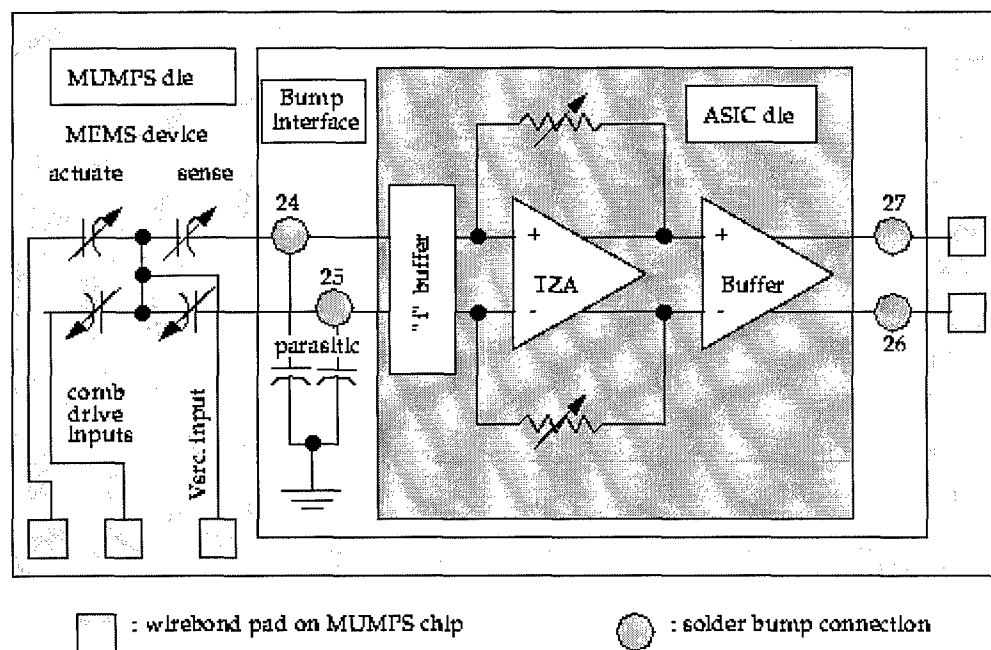 MUMPS die
Bump
Interface
ASIC die
MEMS device
actuate sense
24
25
27
26
"I" buffer
+
-
TZA
+
-
Buffer
parasitic
comb
drive
inputs
Vsrc. input
: wirebond pad on MUMPS chip
: solder bump connection